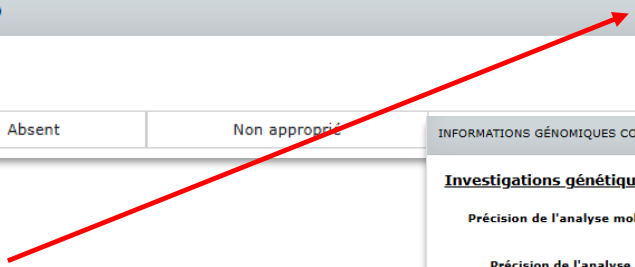 Absent
Non approprié
INFORMATIONS GÉNOMIQUES CO
Investigations génétiqu
Précision de l'analyse mol
Précision de l'analyse